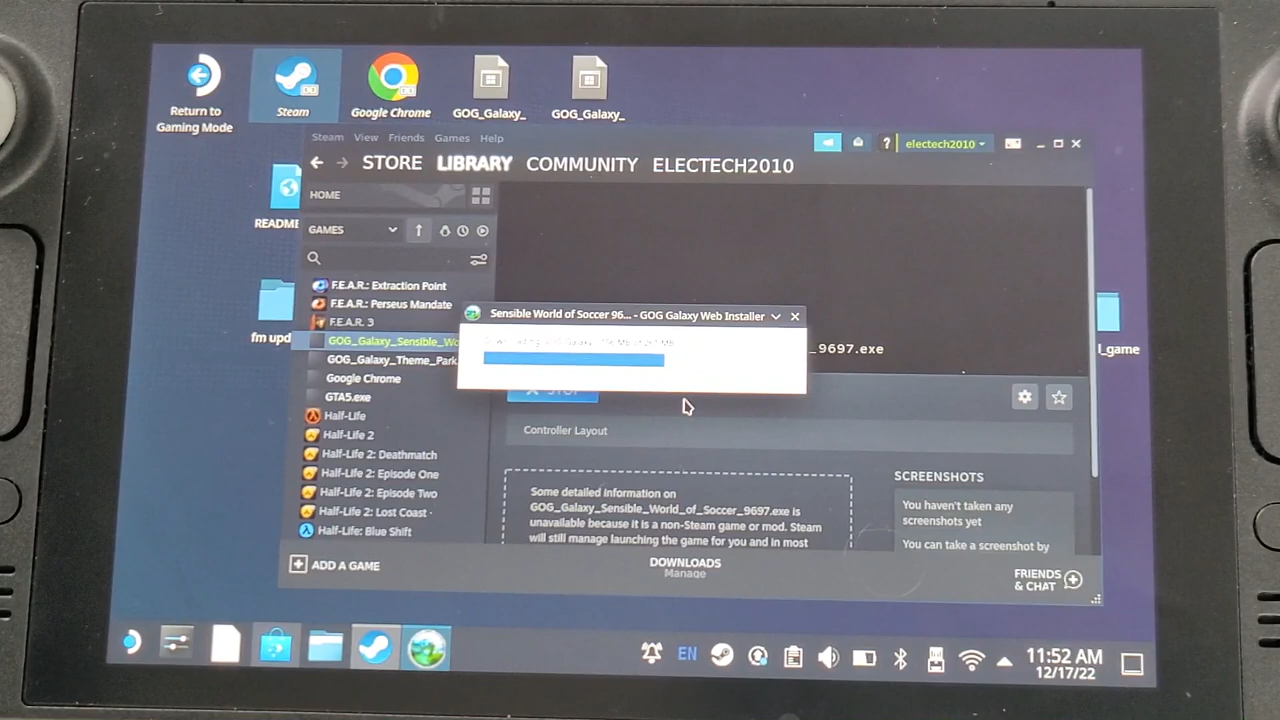 Return to
Gaming Mode
Steam
Google Chrome
GOG_Galaxy_
GOG_Galaxy_
README
fm upd
l_game
Steam View Friends Games Help
? electech2010
STORE LIBRARY COMMUNITY ELECTECH2010
HOME
GAMES
F.E.A.R.: Extraction Point
F.E.A.R.: Perseus Mandate
F.E.A.R. 3
GOG_Galaxy_Sensible_Wo
GOG_Galaxy_Theme_Park
Google Chrome
GTA5.exe
Half-Life
Half-Life 2
Half-Life 2: Deathmatch
Half-Life 2: Episode One
Half-Life 2: Episode Two
Half-Life 2: Lost Coast
Half-Life: Blue Shift
Sensible World of Soccer 96... - GOG Galaxy Web Installer
_9697.exe
STOP
Controller Layout
Some detailed information on
GOG_Galaxy_Sensible_World_of_Soccer_9697.exe is
unavailable because it is a non-Steam game or mod. Steam
will still manage launching the game for you and in most
SCREENSHOTS
You haven't taken any
screenshots yet
You can take a screenshot by
ADD A GAME
DOWNLOADS
Manage
FRIENDS
& CHAT
EN
11:52 AM
12/17/22